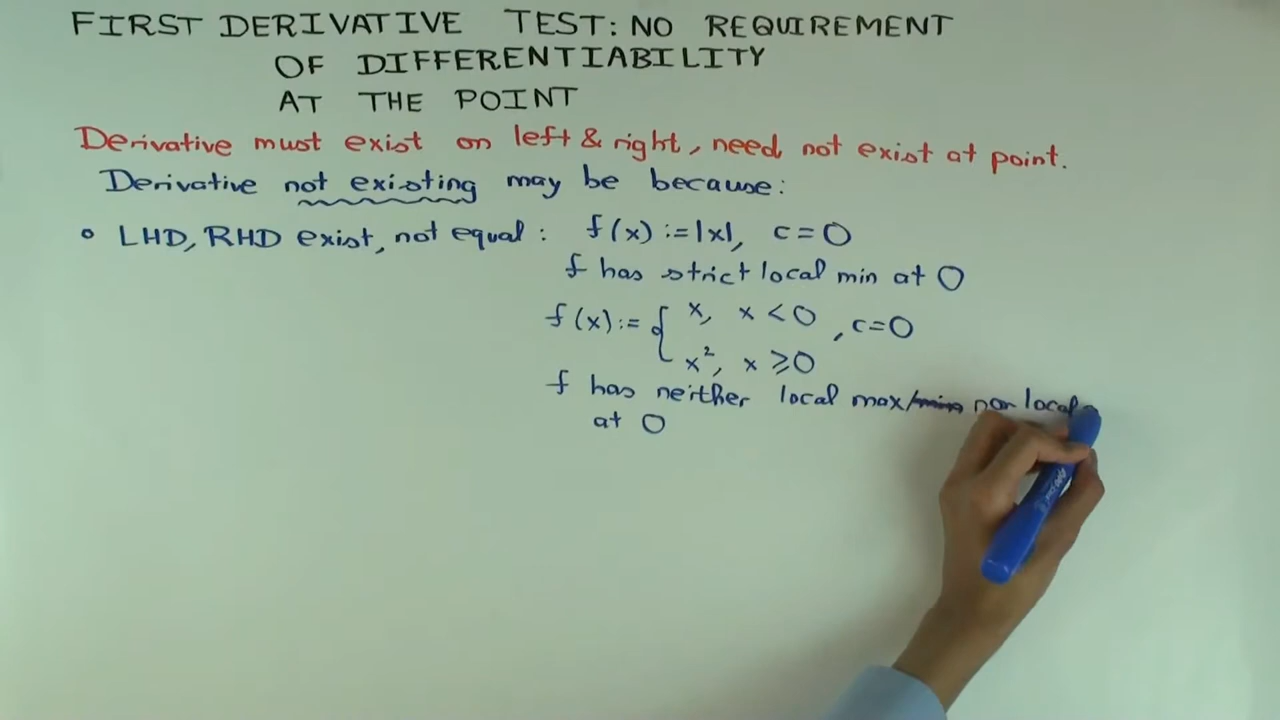 FIRST DERIVATIVE TEST: NO REQUIREMENT
OF DIFFERENTIABILITY
AT THE POINT
Derivative must exist on left & right, need not exist at point.
Derivative not existing may be because:
∘ LHD, RHD exist, not equal: f(x) := |x|, c=0
f has strict local min at 0
f(x) := { x, x < 0
, c=0
x², x ≥ 0
f has neither local max/min nor local
at 0